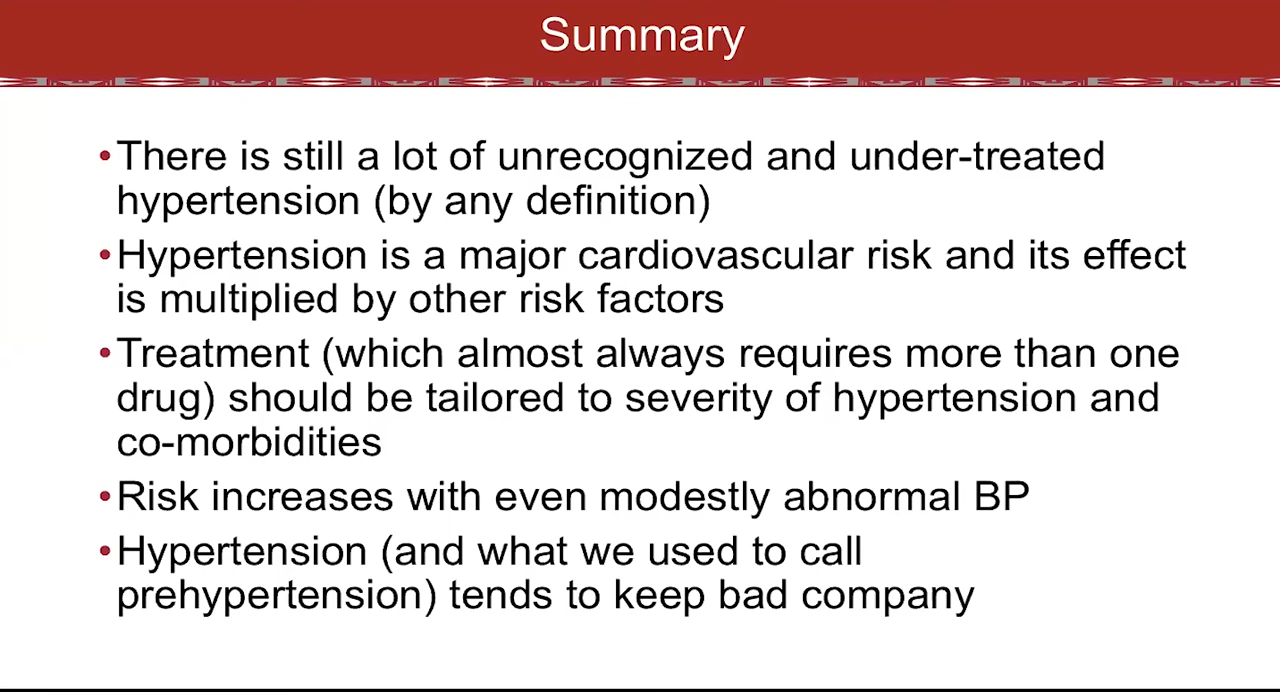 Summary
•There is still a lot of unrecognized and under-treated
hypertension (by any definition)
•Hypertension is a major cardiovascular risk and its effect
is multiplied by other risk factors
•Treatment (which almost always requires more than one
drug) should be tailored to severity of hypertension and
co-morbidities
•Risk increases with even modestly abnormal BP
•Hypertension (and what we used to call
prehypertension) tends to keep bad company